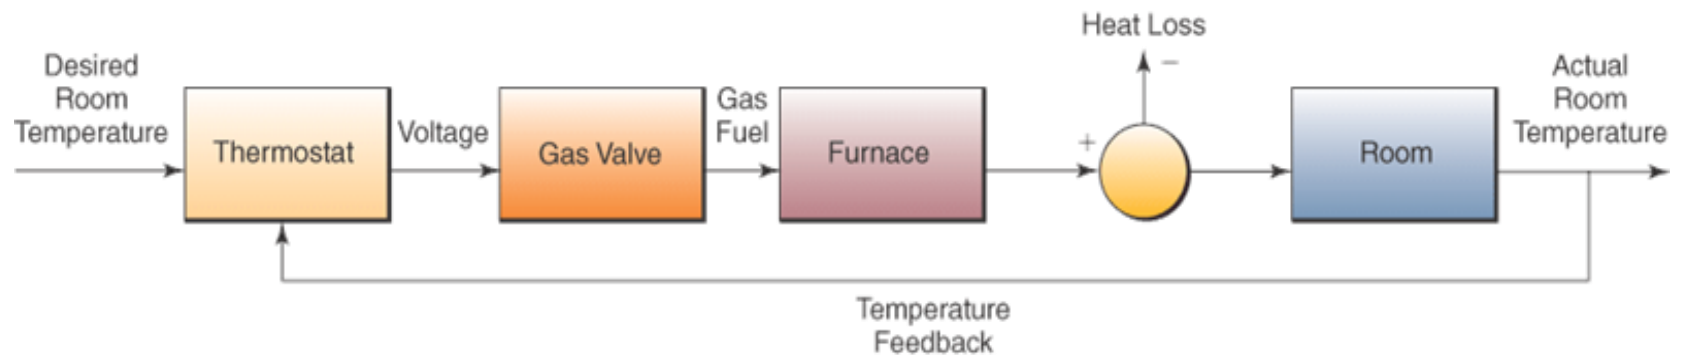 Desired
Room
Temperature
Thermostat
Voltage
Gas Valve
Gas
Fuel
Furnace
Heat Loss
−
+
Room
Actual
Room
Temperature
Temperature
Feedback